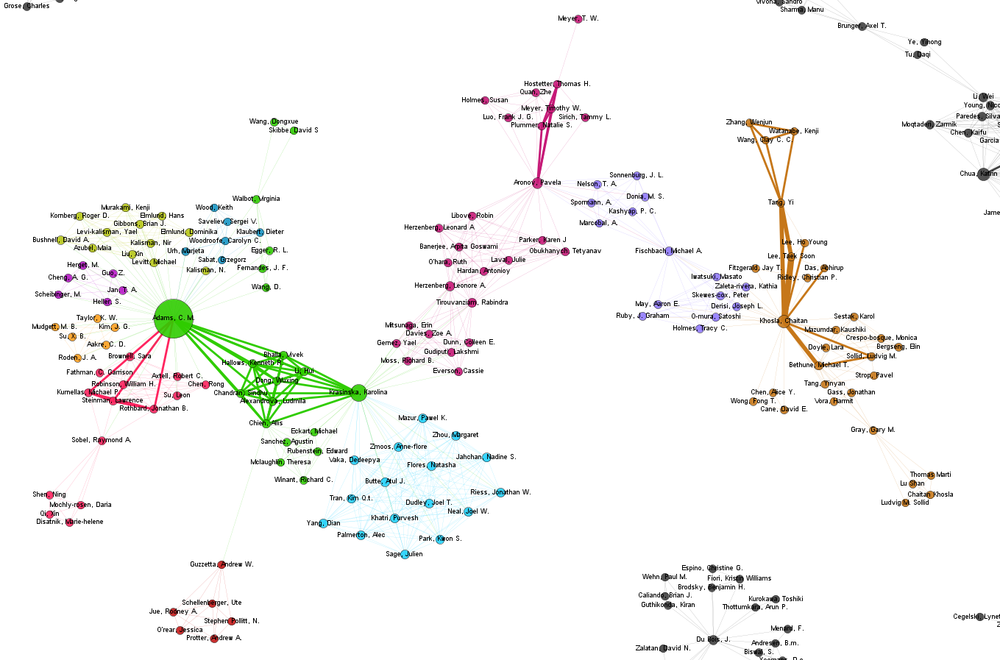 Grose, Charles
Meyer, T. W.
Sharma, Manu
Brunger, Axel T.
Ye, Yihong
Tu, Daqi
Hostetter, Thomas H.
Quan, Zhe
Holmes, Susan
Meyer, Timothy W.
Luo, Frank J. G.
Sirich, Tammy L.
Plummer, Natalie S.
Li, Wei
Young, Nico
Paredes, Silva
Moqtaderi, Zarmik
Chen, Kaifu
Garcia
Chua, Katrin
Jame
Wang, Dongxue
Skibbe, David S
Zhang, Wenjun
Watanabe, Kenji
Wang, Clay C. C.
Aronov, Pavela
Sonnenburg, J. L.
Nelson, T. A.
Donia, M. S.
Spormann, A.
Kashyap, P. C.
Marcobal, A.
Tang, Yi
Walbot, Virginia
Murakami, Kenji
Wood, Keith
Kornberg, Roger D.
Elmlund, Hans
Gibbons, Brian J.
Saveliev, Sergei V.
Levi-kalisman, Yael
Elmlund, Dominika
Klaubert, Dieter
Bushnell, David A.
Kalisman, Nir
Woodroofe, Carolyn C.
Azubel, Maia
Urh, Marjeta
Egger, R. L.
Liu, Xin
Levitt, Michael
Sabat, Grzegorz
Herget, M.
Guo, Z.
Kalisman, N.
Fernandes, J. F.
Cheng, A. G.
Jan, T. A.
Wang, D.
Scheibinger, M.
Heller, S.
Libove, Robin
Herzenberg, Leonard A
Parker, Karen J
Banerjee, Arpita Goswami
Obukhanych, Tetyanav
O'hara, Ruth
Laval, Julie
Hardan, Antonioy
Herzenberg, Leonore A.
Tirouvanziam, Rabindra
Fischbach, Michael A.
Lee, Ho Young
Lee, Taek Soon
Fitzgerald, Jay T.
Das, Abhirup
Ridley, Christian P.
Iwatsuki, Masato
Zaleta-rivera, Kathia
Skewes-cox, Peter
May, Aaron E.
Derisi, Joseph L.
Ruby, J. Graham
O-mura, Satoshi
Holmes, Tracy C.
Khosla, Chaitan
Sestak, Karol
Mazumdar, Kaushiki
Crespo-bosque, Monica
Doyle, Lara
Bergseng, Elin
Sollid, Ludvig M.
Bethune, Michael T.
Strop, Pavel
Tang, Yinyan
Chen, Alice Y.
Gass, Jonathan
Wong, Fong T.
Vora, Harmit
Cane, David E.
Gray, Gary M.
Adams, C. M.
Taylor, K. W.
Mudgett, M. B.
Kim, J. G.
Su, X. B.
Aakre, C. D.
Roden, J. A.
Brownell, Sara
Fathman, C. Garrison
Axtell, Robert C.
Robinson, William H.
Chen, Rong
Kurnellas, Michael P.
Su, Leon
Steinman, Lawrence
Rothbard, Jonathan B.
Bhalla, Vivek
Hallows, Kenneth R.
Li, Hui
Dong, Wuxing
Chandran, Sindhu
Alexandrova, Ludmila
Chien, Allis
Krasinska, Karolina
Mitsunaga, Erin
Davies, Zoe A.
Gernez, Yael
Dunn, Colleen E.
Gudiputi, Lakshmi
Moss, Richard B.
Everson, Cassie
Sobel, Raymond A.
Eckart, Michael
Sanchez, Agustin
Rubenstein, Edward
Mclaughlin, Theresa
Winant, Richard C.
Mazur, Pawel K.
Zhou, Margaret
Zmoos, Anne-flore
Vaka, Dedeepya
Jahchan, Nadine S.
Flores, Natasha
Butte, Atul J.
Riess, Jonathan W.
Tran, Kim Q.t.
Dudley, Joel T.
Neal, Joel W.
Khatri, Purvesh
Yang, Dian
Palmerton, Alec
Park, Kwon S.
Sage, Julien
Shen, Ning
Mochly-rosen, Daria
Qi, Xin
Disatnik, Marie-helene
Thomas Marti
Lu Shan
Chaitan Khosla
Ludvig M. Sollid
Guzzetta, Andrew W.
Schellenberger, Ute
Jue, Rodney A.
Stephen Pollitt, N.
O'rear, Jessica
Protter, Andrew A.
Espino, Christine G.
Wehn, Paul M.
Fiori, Kristin Williams
Brodsky, Benjamin H.
Caliando, Brian J.
Kurokawa, Toshiki
Guthikonda, Kiran
Thottumkara, Arun P.
Menard, F.
Du Bois, J.
Andresen, B.m.
Zalatan, David N.
Biswal, S.
Cegelski, Lynet
Z